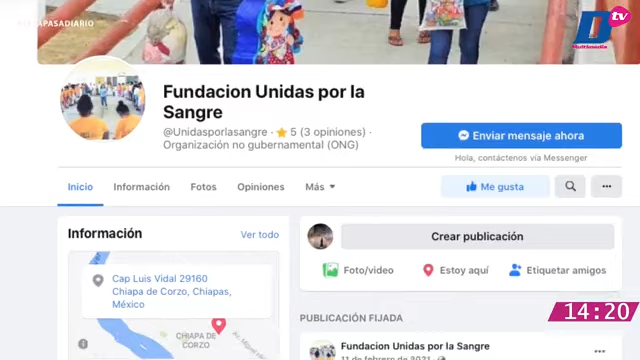 APASADIARIO
D tv
Multimedia
Fundacion Unidas por la
Sangre
@Unidasporlasangre · 5 (3 opiniones) ·
Organización no gubernamental (ONG)
Enviar mensaje ahora
Hola, contáctenos vía Messenger
Inicio Información Fotos Opiniones Más
Me gusta
Información Ver todo
Cap Luis Vidal 29160
Chiapa de Corzo, Chiapas,
México
CHIAPA DE
CORZO
Crear publicación
Foto/video Estoy aquí Etiquetar amigos
PUBLICACIÓN FIJADA
Fundacion Unidas por la Sangre
11 de febrero de 2021 ·
14:20